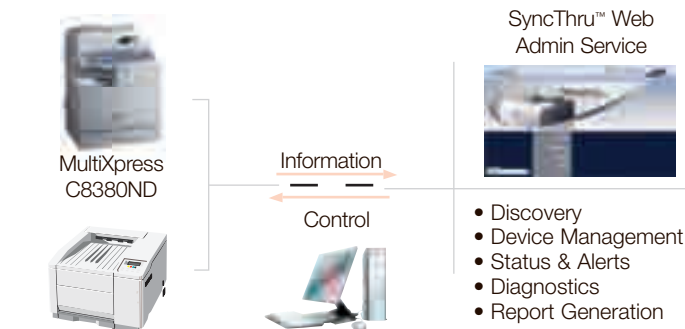 SyncThru™ Web
Admin Service
MultiXpress
C8380ND
Information
Control
• Discovery
• Device Management
• Status & Alerts
• Diagnostics
• Report Generation